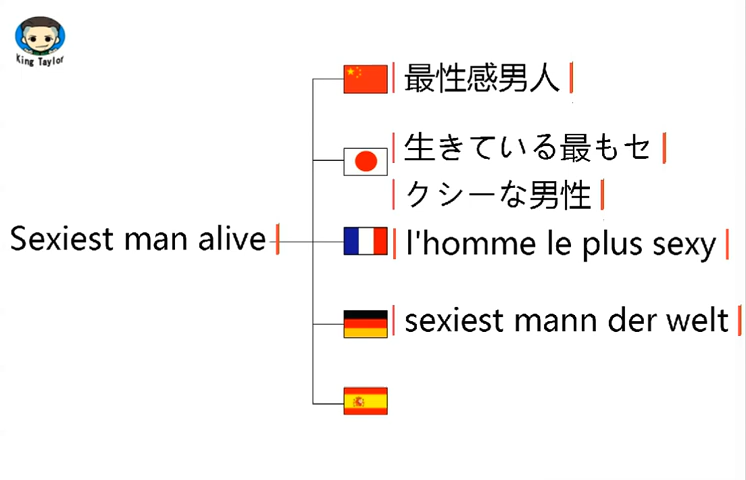 King Taylor
最性感男人
生きている最もセ
クシーな男性
Sexiest man alive
l'homme le plus sexy
sexiest mann der welt